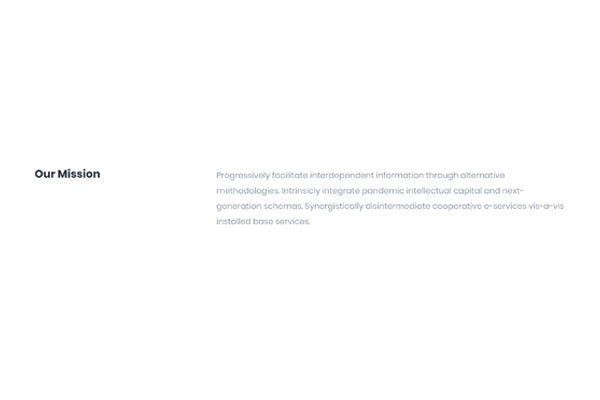 Our Mission
Progressively facilitate interdependent information through alternative
methodologies. Intrinsicly integrate pandemic intellectual capital and next-
generation schemas. Synergistically disintermediate cooperative e-services vis-a-vis
installed base services.